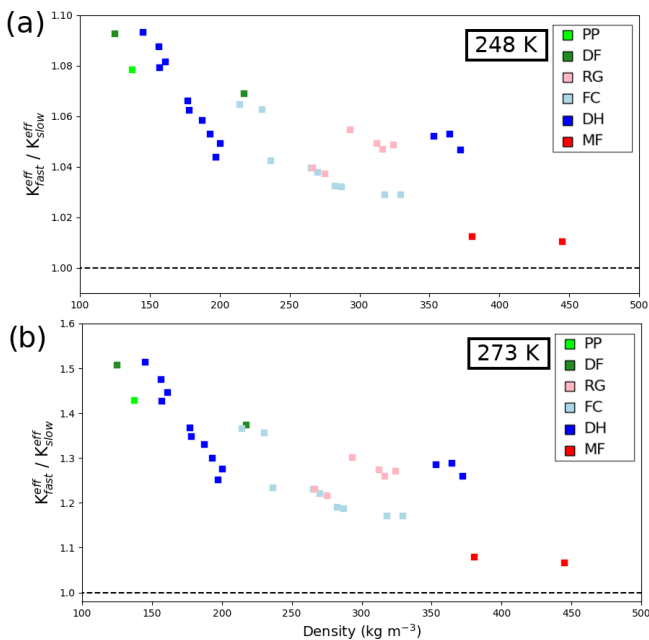 (a)
248 K
PP
DF
RG
FC
DH
MF
K^eff_fast / K^eff_slow
1.10
1.08
1.06
1.04
1.02
1.00
100 150 200 250 300 350 400 450 500
(b)
273 K
PP
DF
RG
FC
DH
MF
K^eff_fast / K^eff_slow
1.6
1.5
1.4
1.3
1.2
1.1
1.0
100 150 200 250 300 350 400 450 500
Density (kg m⁻³)